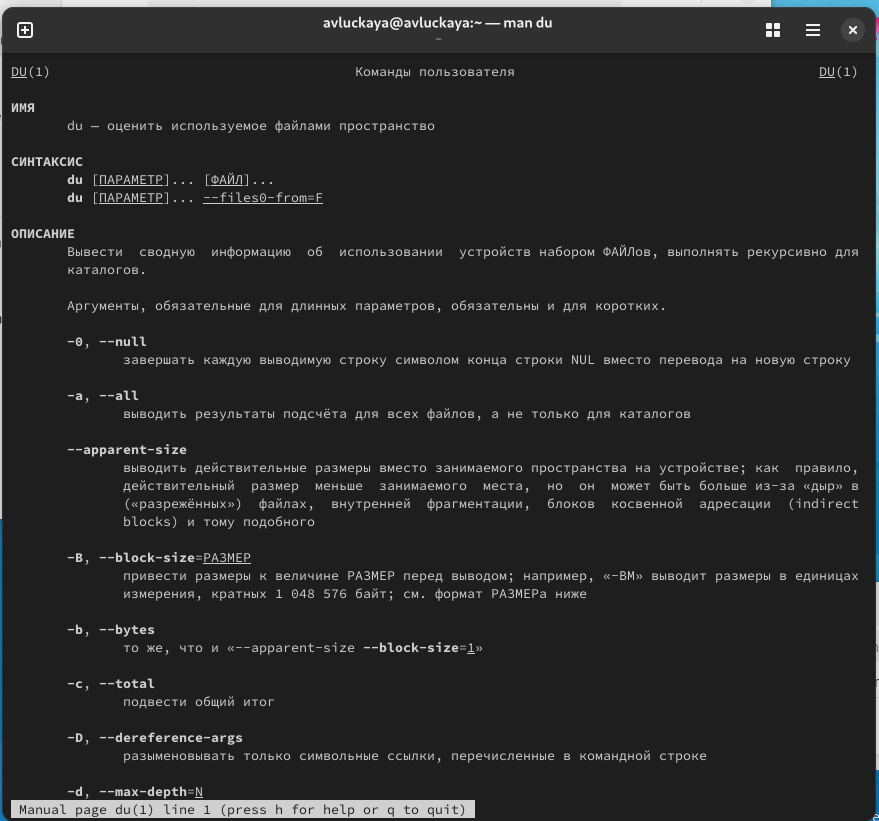 avluckaya@avluckaya:~ — man du
~
DU(1) Команды пользователя DU(1)
ИМЯ
du — оценить используемое файлами пространство
СИНТАКСИС
du [ПАРАМЕТР]... [ФАЙЛ]...
du [ПАРАМЕТР]... --files0-from=F
ОПИСАНИЕ
Вывести сводную информацию об использовании устройств набором ФАЙЛов, выполнять рекурсивно для
каталогов.
Аргументы, обязательные для длинных параметров, обязательны и для коротких.
-0, --null
завершать каждую выводимую строку символом конца строки NUL вместо перевода на новую строку
-a, --all
выводить результаты подсчёта для всех файлов, а не только для каталогов
--apparent-size
выводить действительные размеры вместо занимаемого пространства на устройстве; как правило,
действительный размер меньше занимаемого места, но он может быть больше из-за «дыр» в
(«разрежённых») файлах, внутренней фрагментации, блоков косвенной адресации (indirect
blocks) и тому подобного
-B, --block-size=РАЗМЕР
привести размеры к величине РАЗМЕР перед выводом; например, «-BM» выводит размеры в единицах
измерения, кратных 1 048 576 байт; см. формат РАЗМЕРа ниже
-b, --bytes
то же, что и «--apparent-size --block-size=1»
-c, --total
подвести общий итог
-D, --dereference-args
разыменовывать только символьные ссылки, перечисленные в командной строке
-d, --max-depth=N
Manual page du(1) line 1 (press h for help or q to quit)